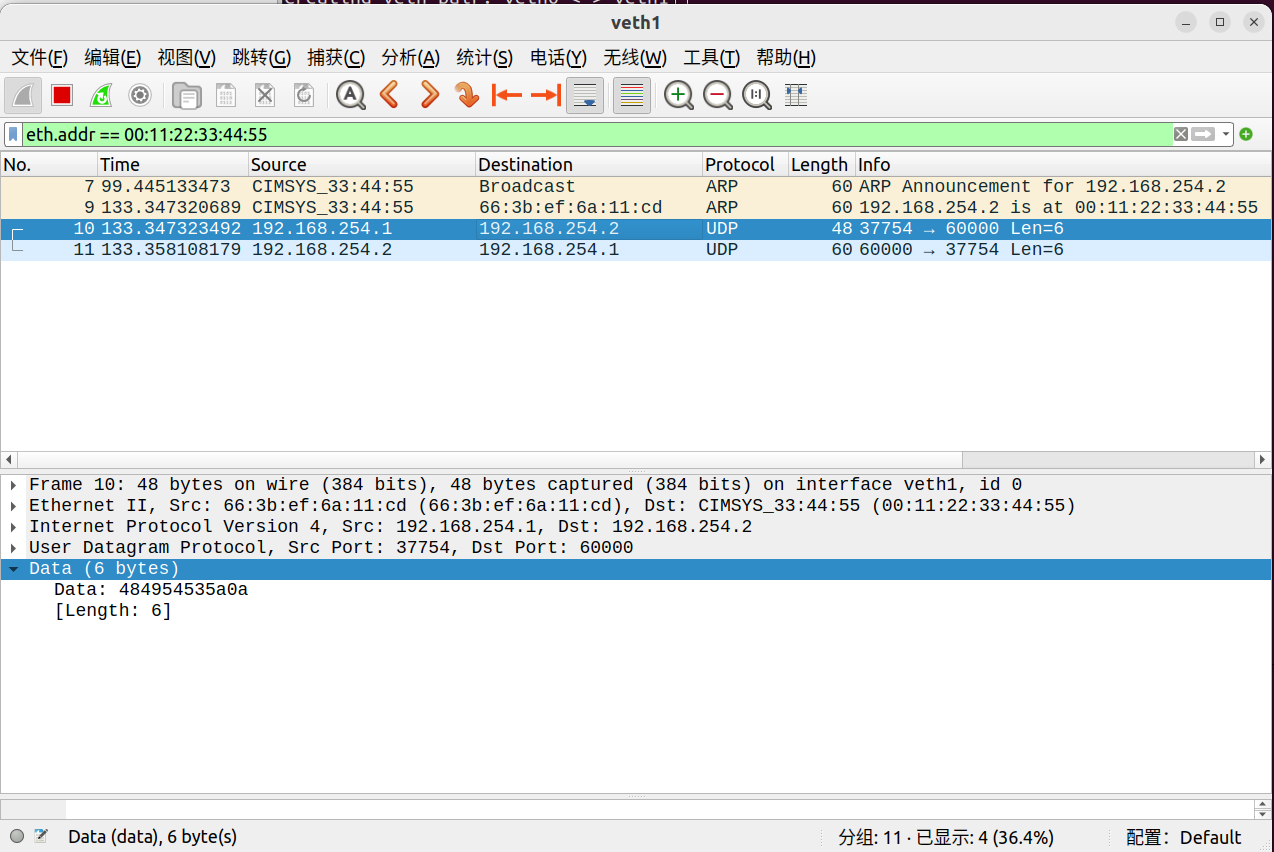 veth1
文件(F) 编辑(E) 视图(V) 跳转(G) 捕获(C) 分析(A) 统计(S) 电话(Y) 无线(W) 工具(T) 帮助(H)
eth.addr == 00:11:22:33:44:55
No. Time Source Destination Protocol Length Info
7 99.445133473 CIMSYS_33:44:55 Broadcast ARP 60 ARP Announcement for 192.168.254.2
9 133.347320689 CIMSYS_33:44:55 66:3b:ef:6a:11:cd ARP 60 192.168.254.2 is at 00:11:22:33:44:55
10 133.347323492 192.168.254.1 192.168.254.2 UDP 48 37754 → 60000 Len=6
11 133.358108179 192.168.254.2 192.168.254.1 UDP 60 60000 → 37754 Len=6
Frame 10: 48 bytes on wire (384 bits), 48 bytes captured (384 bits) on interface veth1, id 0
Ethernet II, Src: 66:3b:ef:6a:11:cd (66:3b:ef:6a:11:cd), Dst: CIMSYS_33:44:55 (00:11:22:33:44:55)
Internet Protocol Version 4, Src: 192.168.254.1, Dst: 192.168.254.2
User Datagram Protocol, Src Port: 37754, Dst Port: 60000
Data (6 bytes)
Data: 484954535a0a
[Length: 6]
Data (data), 6 byte(s) 分组: 11 · 已显示: 4 (36.4%) 配置: Default